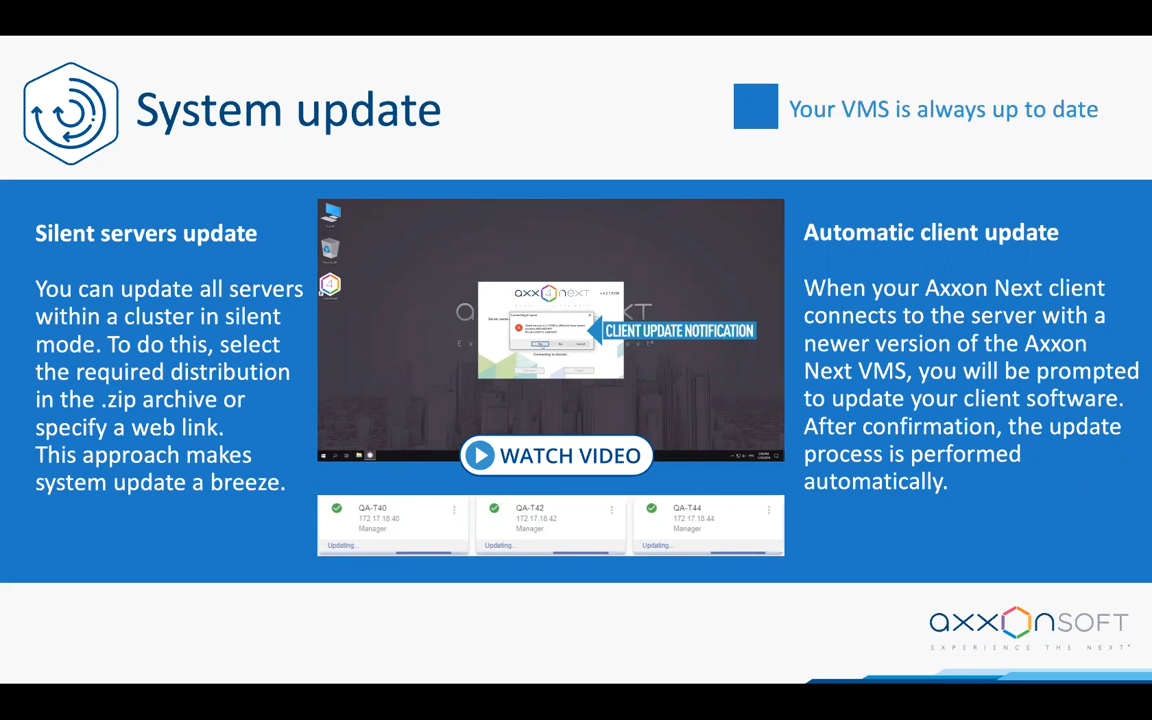 System update
Your VMS is always up to date
Silent servers update
You can update all servers
within a cluster in silent
mode. To do this, select
the required distribution
in the .zip archive or
specify a web link.
This approach makes
system update a breeze.
axx4next
CLIENT UPDATE NOTIFICATION
Connecting to domain...
WATCH VIDEO
QA-T40
172.17.18.40
Manager
Updating...
QA-T42
172.17.18.42
Manager
Updating...
QA-T44
172.17.18.44
Manager
Updating...
Automatic client update
When your Axxon Next client
connects to the server with a
newer version of the Axxon
Next VMS, you will be prompted
to update your client software.
After confirmation, the update
process is performed
automatically.
axxonsoft
EXPERIENCE THE NEXT